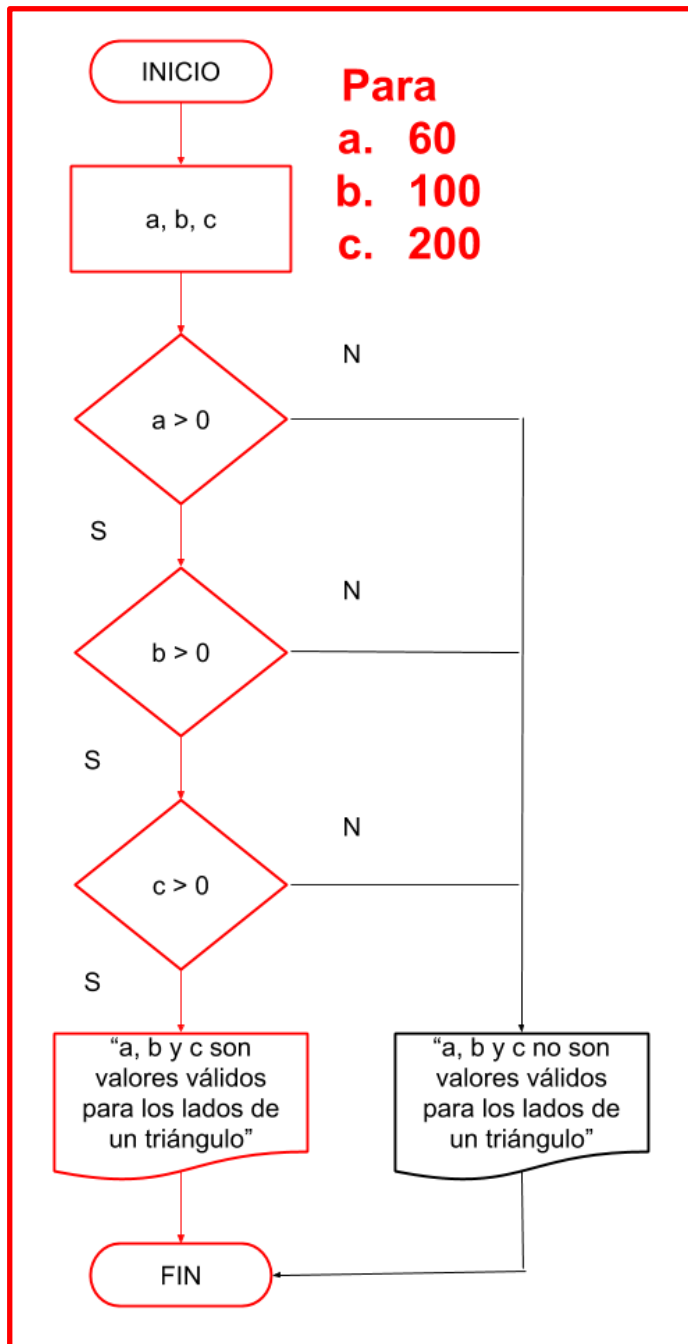 INICIO
Para
a. 60
b. 100
c. 200
a, b, c
N
a > 0
S
N
b > 0
S
N
c > 0
S
“a, b y c son
valores válidos
para los lados de
un triángulo”
“a, b y c no son
valores válidos
para los lados de
un triángulo”
FIN